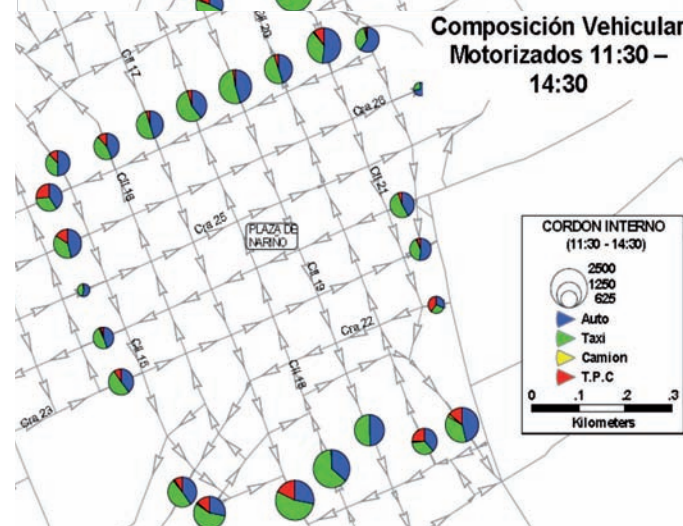 Composición Vehicular
Motorizados 11:30 –
14:30
Cll.20
Cll.17
Cra.26
Cll.16
Cll.21
Cra.25
PLAZA DE
NARIÑO
Cll.19
Cra.22
Cll.15
Cll.18
Cra.23
CORDON INTERNO
(11:30 - 14:30)
2500
1250
625
Auto
Taxi
Camion
T.P.C
0 .1 .2 .3
Kilometers